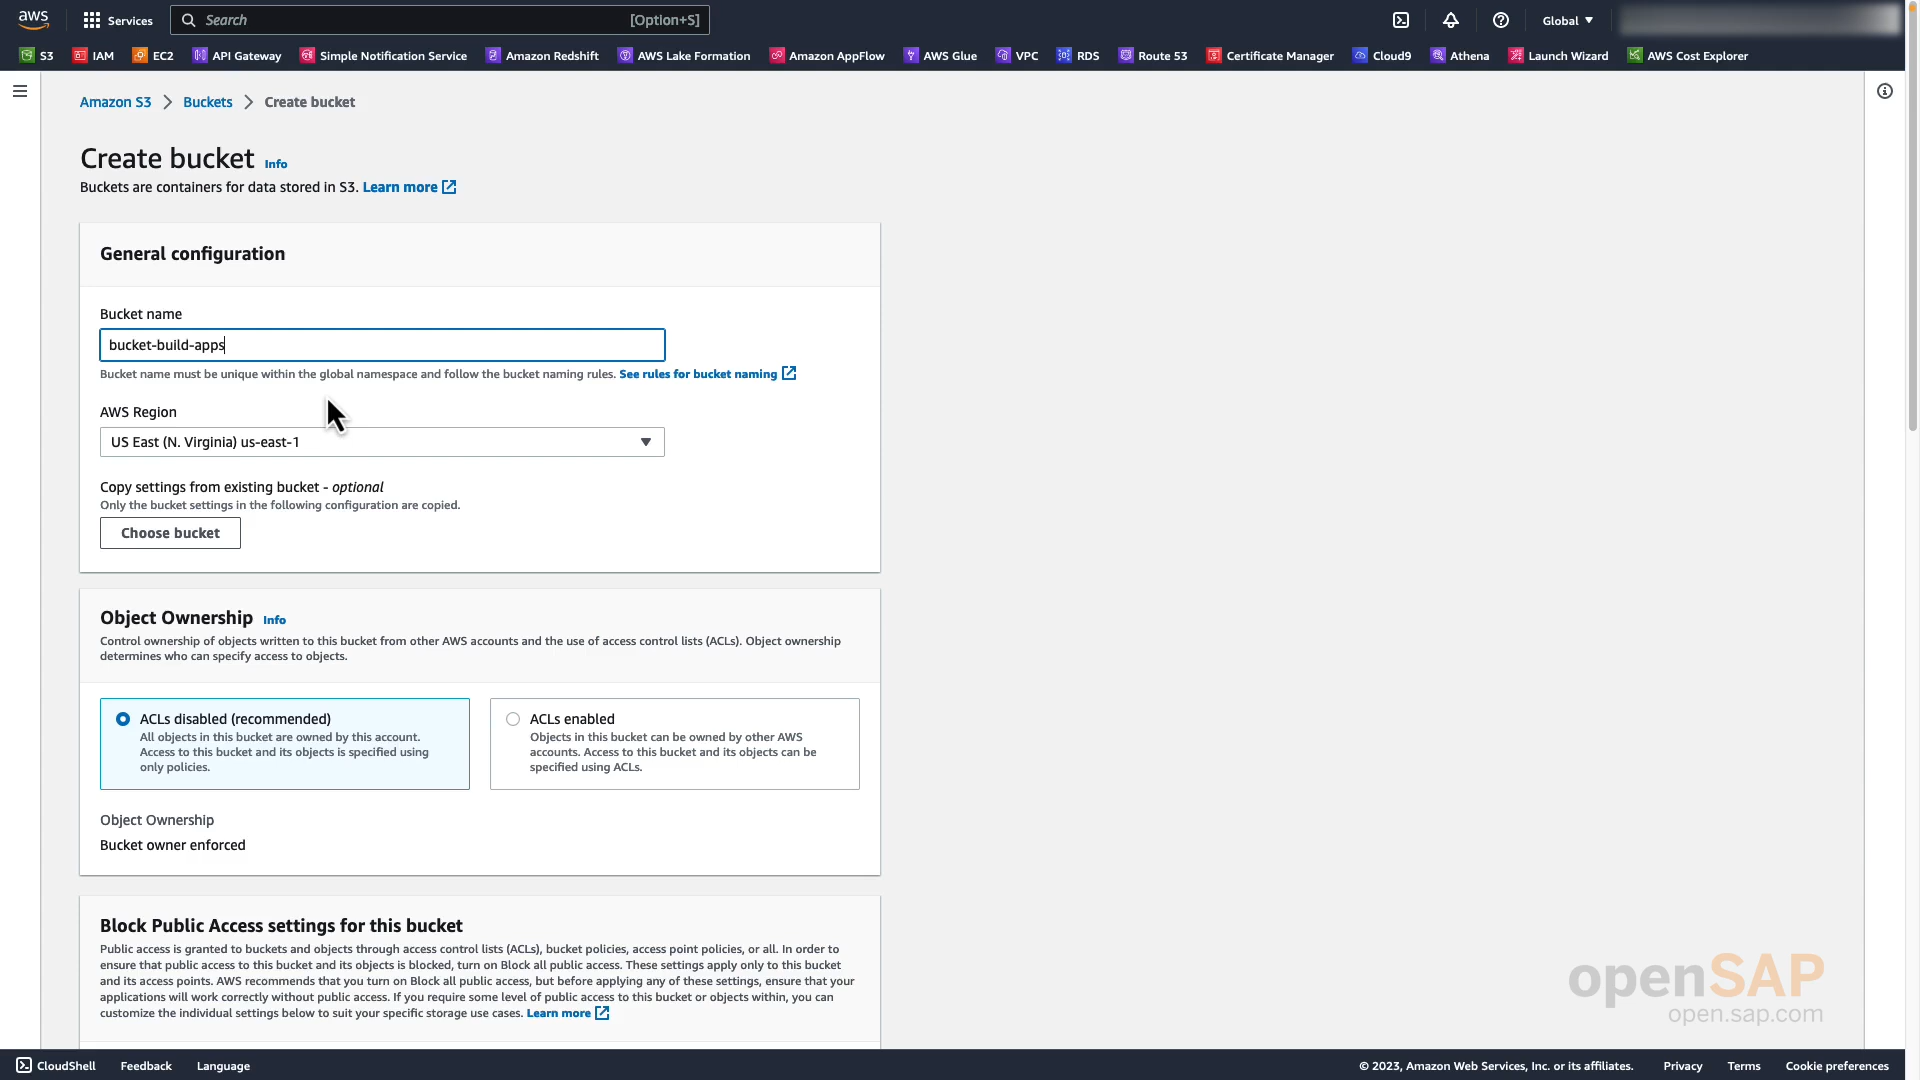 aws Services Search [Option+S] Global
S3 IAM EC2 API Gateway Simple Notification Service Amazon Redshift AWS Lake Formation Amazon AppFlow AWS Glue VPC RDS Route 53 Certificate Manager Cloud9 Athena Launch Wizard AWS Cost Explorer
Amazon S3 > Buckets > Create bucket
Create bucket Info
Buckets are containers for data stored in S3. Learn more
General configuration
Bucket name
bucket-build-apps
Bucket name must be unique within the global namespace and follow the bucket naming rules. See rules for bucket naming
AWS Region
US East (N. Virginia) us-east-1
Copy settings from existing bucket - optional
Only the bucket settings in the following configuration are copied.
Choose bucket
Object Ownership Info
Control ownership of objects written to this bucket from other AWS accounts and the use of access control lists (ACLs). Object ownership
determines who can specify access to objects.
ACLs disabled (recommended)
All objects in this bucket are owned by this account.
Access to this bucket and its objects is specified using
only policies.
ACLs enabled
Objects in this bucket can be owned by other AWS
accounts. Access to this bucket and its objects can be
specified using ACLs.
Object Ownership
Bucket owner enforced
Block Public Access settings for this bucket
Public access is granted to buckets and objects through access control lists (ACLs), bucket policies, access point policies, or all. In order to
ensure that public access to this bucket and its objects is blocked, turn on Block all public access. These settings apply only to this bucket
and its access points. AWS recommends that you turn on Block all public access, but before applying any of these settings, ensure that your
applications will work correctly without public access. If you require some level of public access to this bucket or objects within, you can
customize the individual settings below to suit your specific storage use cases. Learn more
openSAP
open.sap.com
CloudShell Feedback Language © 2023, Amazon Web Services, Inc. or its affiliates. Privacy Terms Cookie preferences